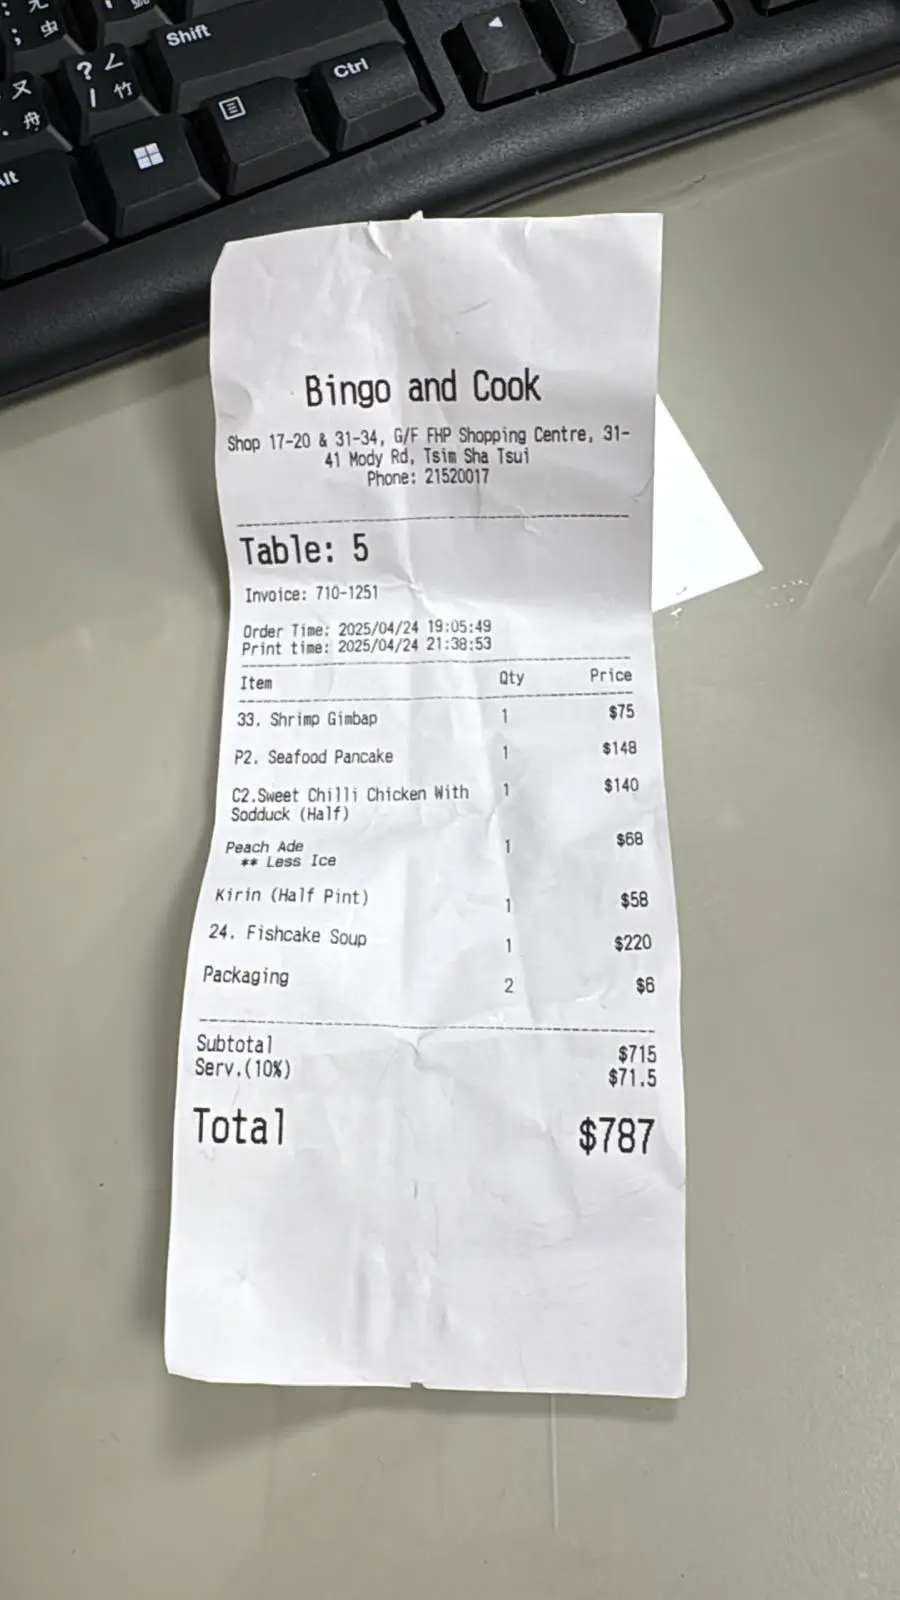 ; 虫
Shift
? ㄥ
又
| 竹
Ctrl
. 舟
Bingo and Cook
Shop 17-20 & 31-34, G/F FHP Shopping Centre, 31-
41 Mody Rd, Tsim Sha Tsui
Phone: 21520017
Table: 5
Invoice: 710-1251
Order Time: 2025/04/24 19:05:49
Print time: 2025/04/24 21:38:53
Item Qty Price
33. Shrimp Gimbap 1 $75
P2. Seafood Pancake 1 $148
C2.Sweet Chilli Chicken With 1 $140
Sodduck (Half)
Peach Ade 1 $68
** Less Ice
Kirin (Half Pint) 1 $58
24. Fishcake Soup 1 $220
Packaging 2 $6
Subtotal $715
Serv.(10%) $71.5
Total $787